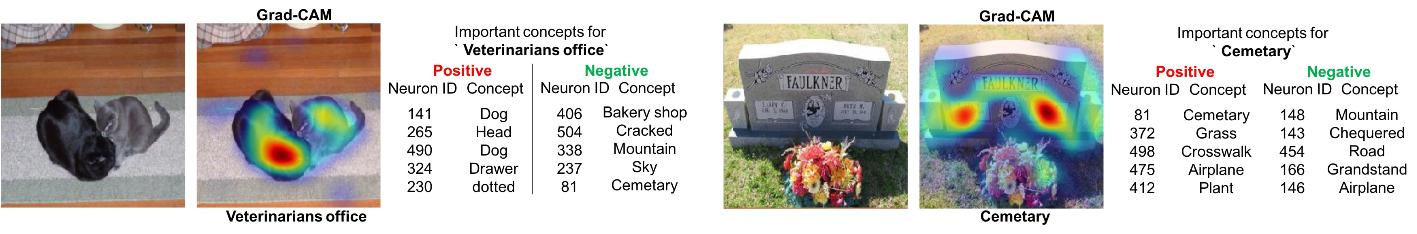 Grad-CAM
Veterinarians office
Important concepts for
` Veterinarians office`
Positive Negative
Neuron ID Concept Neuron ID Concept
141 Dog 406 Bakery shop
265 Head 504 Cracked
490 Dog 338 Mountain
324 Drawer 237 Sky
230 dotted 81 Cemetary
FAULKNER
Grad-CAM
FAULKNER
Cemetary
Important concepts for
` Cemetary`
Positive Negative
Neuron ID Concept Neuron ID Concept
81 Cemetary 148 Mountain
372 Grass 143 Chequered
498 Crosswalk 454 Road
475 Airplane 166 Grandstand
412 Plant 146 Airplane